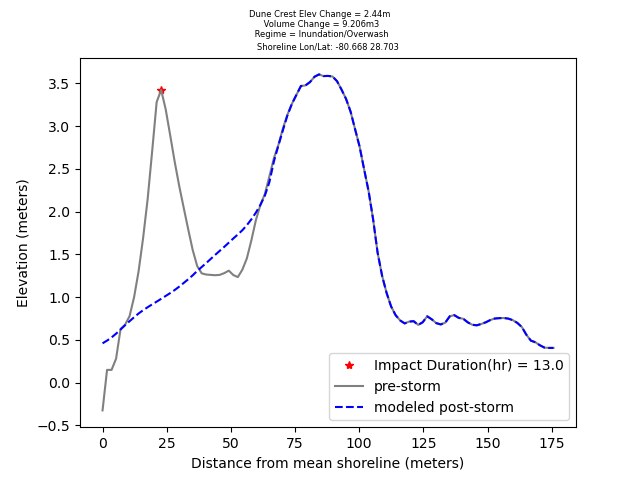 Dune Crest Elev Change = 2.44m
Volume Change = 9.206m3
Regime = Inundation/Overwash
Shoreline Lon/Lat: -80.668 28.703
3.5
3.0
2.5
2.0
1.5
1.0
0.5
0.0
−0.5
Elevation (meters)
Impact Duration(hr) = 13.0
pre-storm
modeled post-storm
0 25 50 75 100 125 150 175
Distance from mean shoreline (meters)